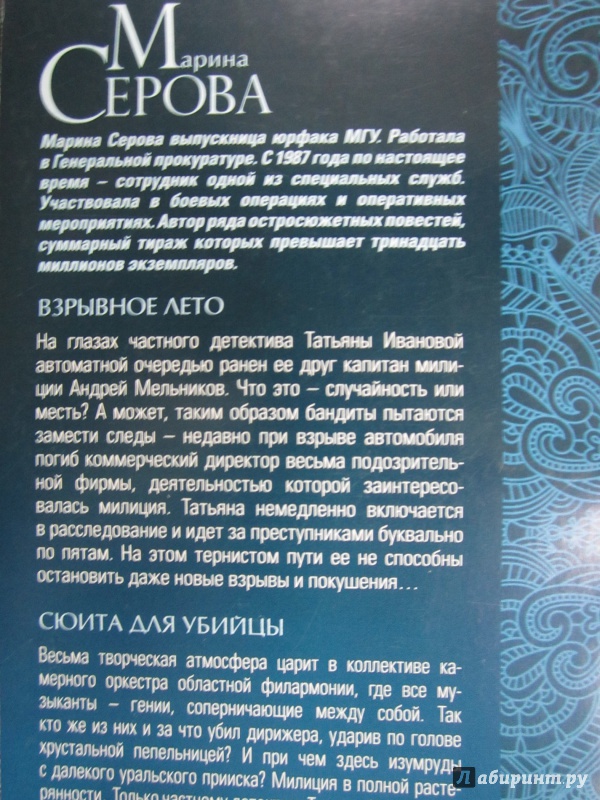 Марина
СЕРОВА
Марина Серова выпускница юрфака МГУ. Работала
в Генеральной прокуратуре. С 1987 года по настоящее
время – сотрудник одной из специальных служб.
Участвовала в боевых операциях и оперативных
мероприятиях. Автор ряда остросюжетных повестей,
суммарный тираж которых превышает тринадцать
миллионов экземпляров.
ВЗРЫВНОЕ ЛЕТО
На глазах частного детектива Татьяны Ивановой
автоматной очередью ранен ее друг капитан мили-
ции Андрей Мельников. Что это – случайность или
месть? А может, таким образом бандиты пытаются
замести следы – недавно при взрыве автомобиля
погиб коммерческий директор весьма подозритель-
ной фирмы, деятельностью которой заинтересо-
валась милиция. Татьяна немедленно включается
в расследование и идет за преступниками буквально
по пятам. На этом тернистом пути ее не способны
остановить даже новые взрывы и покушения...
СЮИТА ДЛЯ УБИЙЦЫ
Весьма творческая атмосфера царит в коллективе ка-
мерного оркестра областной филармонии, где все му-
зыканты – гении, соперничающие между собой. Так
кто же из них и за что убил дирижера, ударив по голове
хрустальной пепельницей? И при чем здесь изумруды
с далекого уральского прииска? Милиция в полной расте-
рянности. Только частному
Лабиринт.ру